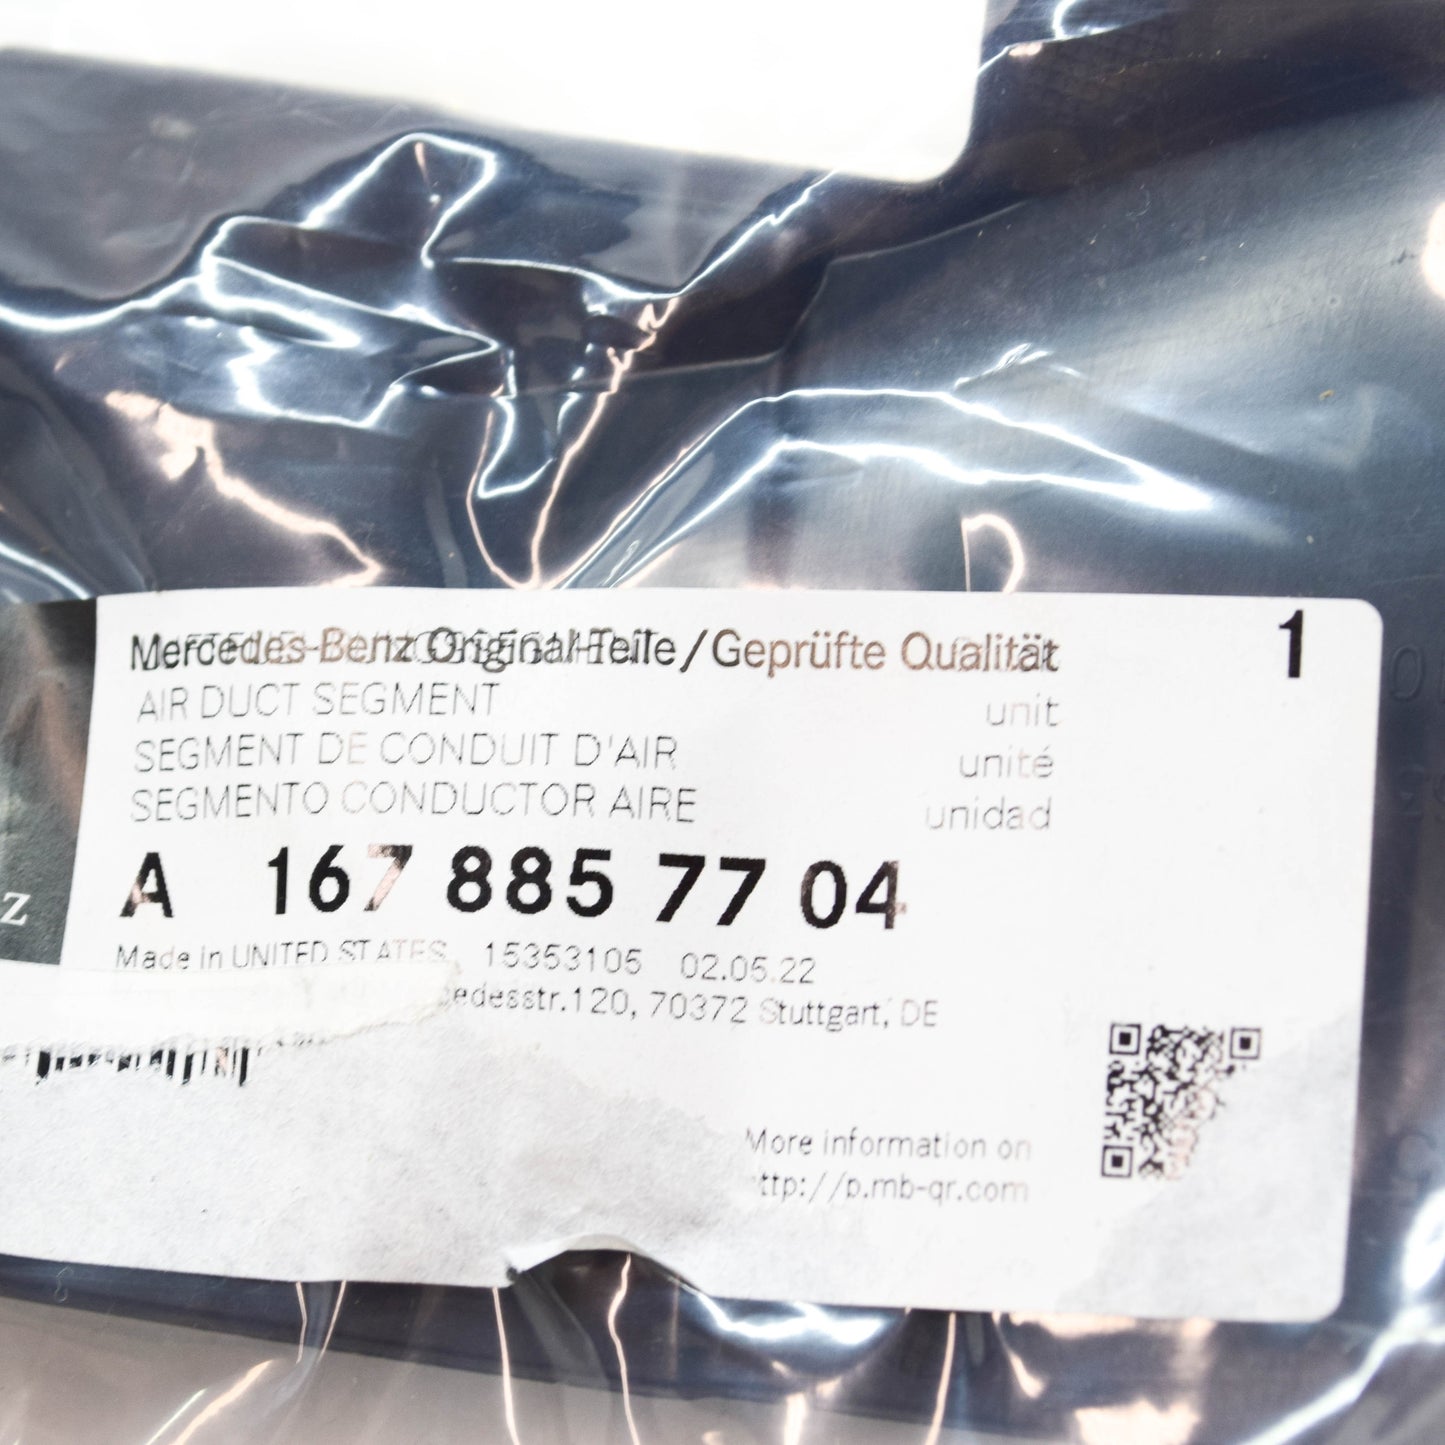 Mercedes-Benz Original-Teile/Geprüfte Qualität
1
AIR DUCT SEGMENT unit
SEGMENT DE CONDUIT D'AIR unité
SEGMENTO CONDUCTOR AIRE unidad
A 167 885 77 04
z
Made in UNITED STATES 15353105 02.05.22
cedesstr.120, 70372 Stuttgart, DE
More information on
ttp://p.mb-qr.com